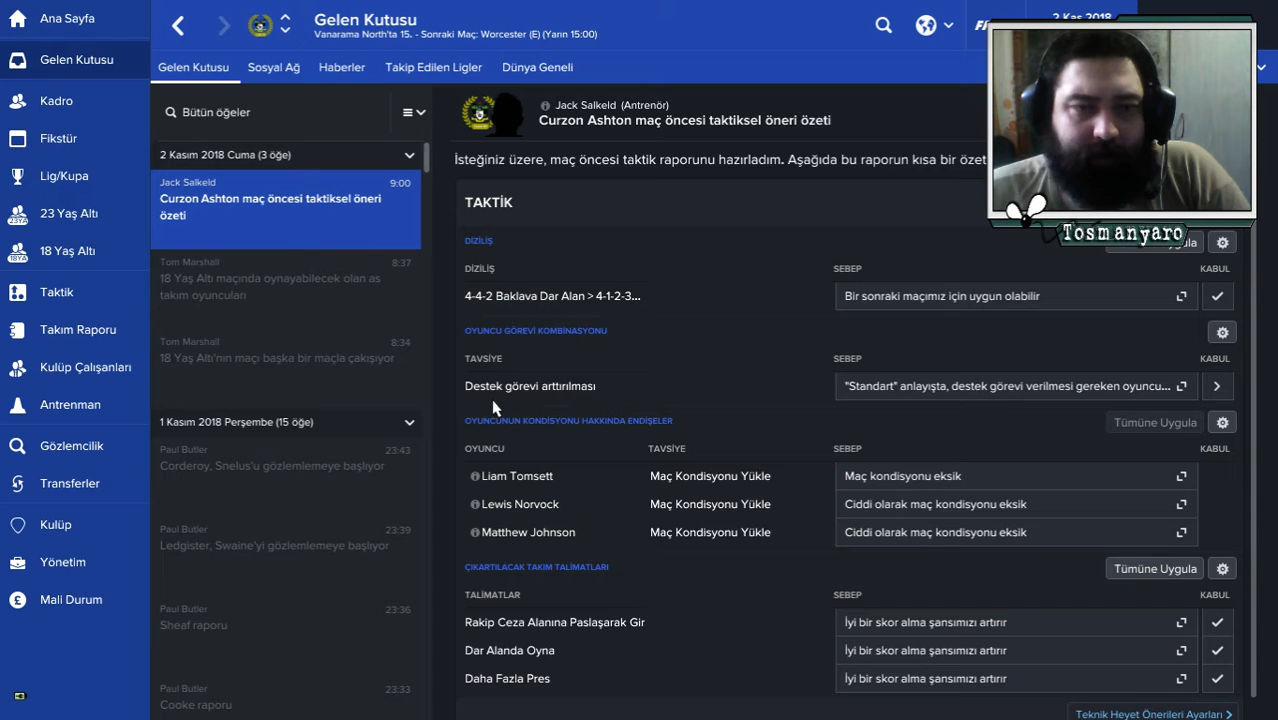 Ana Sayfa
Gelen Kutusu
Kadro
Fikstür
Lig/Kupa
23 Yaş Altı
18 Yaş Altı
Taktik
Takım Raporu
Kulüp Çalışanları
Antrenman
Gözlemcilik
Transferler
Kulüp
Yönetim
Mali Durum
Gelen Kutusu
Vanarama North'ta 15. - Sonraki Maç: Worcester (E) (Yarın 15:00)
2 Kas 2018
Gelen Kutusu
Sosyal Ağ
Haberler
Takip Edilen Ligler
Dünya Geneli
Bütün öğeler
2 Kasım 2018 Cuma (3 öğe)
Jack Salkeld 9:00
Curzon Ashton maç öncesi taktiksel öneri
özeti
Tom Marshall 8:37
18 Yaş Altı maçında oynayabilecek olan as
takım oyuncuları
Tom Marshall 8:34
18 Yaş Altı'nın maçı başka bir maçla çakışıyor
1 Kasım 2018 Perşembe (15 öğe)
Paul Butler 23:43
Corderoy, Snelus'u gözlemlemeye başlıyor
Paul Butler 23:39
Ledgister, Swaine'yi gözlemlemeye başlıyor
Paul Butler 23:36
Sheaf raporu
Paul Butler 23:33
Cooke raporu
Jack Salkeld (Antrenör)
Curzon Ashton maç öncesi taktiksel öneri özeti
İsteğiniz üzere, maç öncesi taktik raporunu hazırladım. Aşağıda bu raporun kısa bir özet
Tosmanyaro
TAKTİK
DİZİLİŞ
DİZİLİŞ SEBEP KABUL
4-4-2 Baklava Dar Alan > 4-1-2-3... Bir sonraki maçımız için uygun olabilir
OYUNCU GÖREVİ KOMBİNASYONU
TAVSİYE SEBEP KABUL
Destek görevi arttırılması "Standart" anlayışta, destek görevi verilmesi gereken oyuncu...
OYUNCUNUN KONDİSYONU HAKKINDA ENDİŞELER Tümüne Uygula
OYUNCU TAVSİYE SEBEP KABUL
Liam Tomsett Maç Kondisyonu Yükle Maç kondisyonu eksik
Lewis Norvock Maç Kondisyonu Yükle Ciddi olarak maç kondisyonu eksik
Matthew Johnson Maç Kondisyonu Yükle Ciddi olarak maç kondisyonu eksik
ÇIKARTILACAK TAKIM TALİMATLARI Tümüne Uygula
TALİMATLAR SEBEP KABUL
Rakip Ceza Alanına Paslaşarak Gir İyi bir skor alma şansımızı artırır
Dar Alanda Oyna İyi bir skor alma şansımızı artırır
Daha Fazla Pres İyi bir skor alma şansımızı artırır
Teknik Heyet Önerileri Ayarları